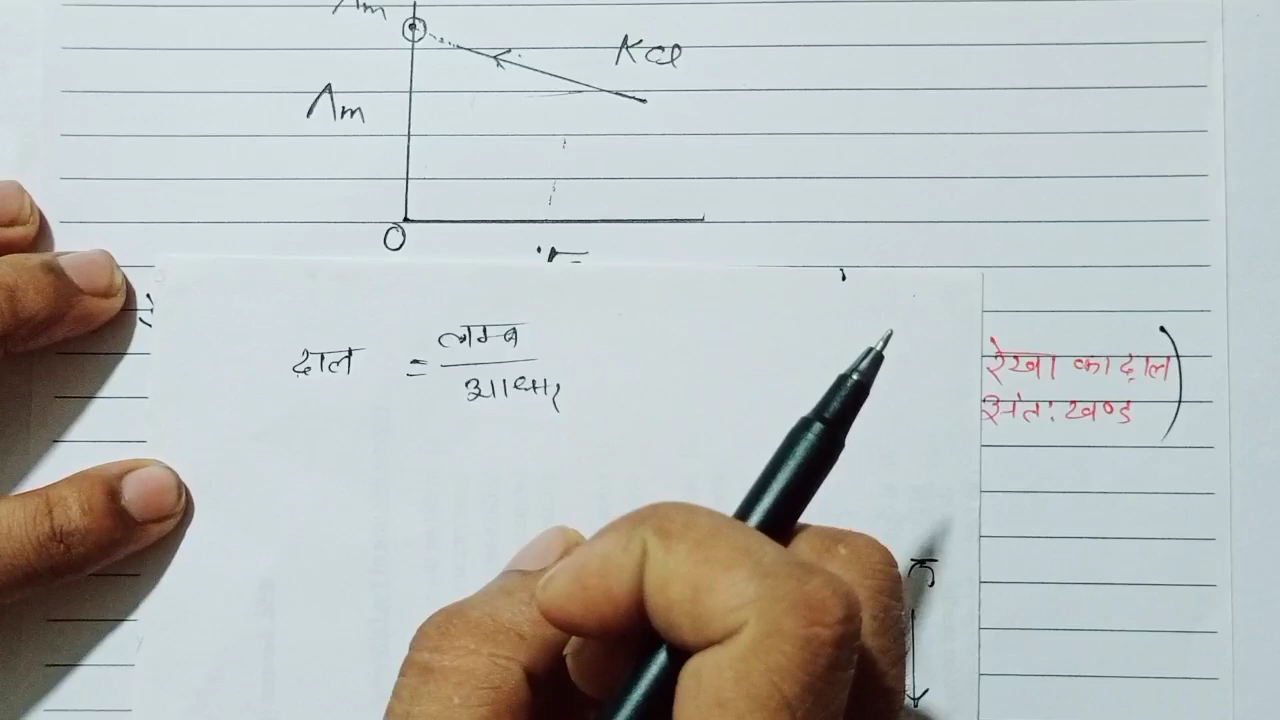 Λm
Λm
KCl
O
ढ़ाल = लम्ब
आधार
रेखा का ढ़ाल )
अंतः खण्ड